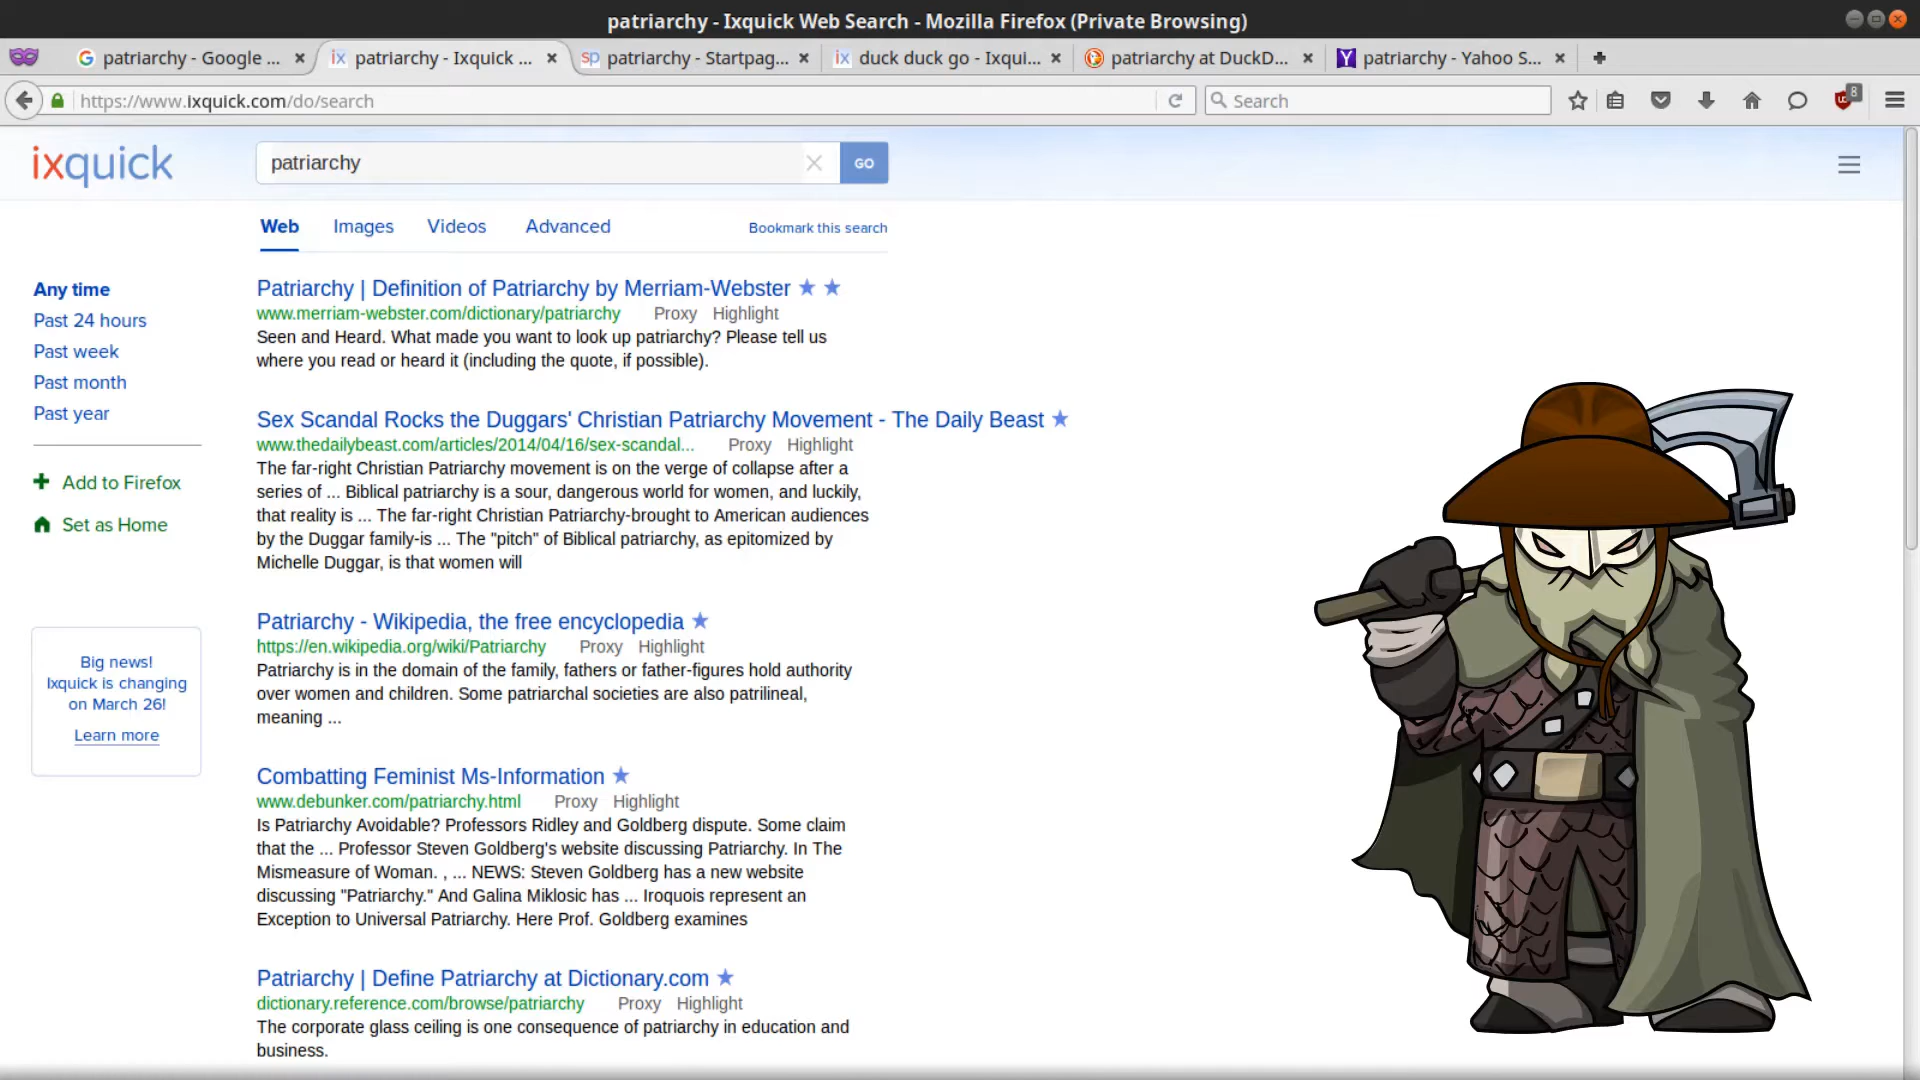 patriarchy - Ixquick Web Search - Mozilla Firefox (Private Browsing)
patriarchy - Google ...
patriarchy - Ixquick ...
patriarchy - Startpag...
duck duck go - Ixqui...
patriarchy at DuckD...
patriarchy - Yahoo S...
https://www.ixquick.com/do/search
Search
8
ixquick
patriarchy
GO
Web Images Videos Advanced
Bookmark this search
Any time
Past 24 hours
Past week
Past month
Past year
Add to Firefox
Set as Home
Big news!
Ixquick is changing
on March 26!
Learn more
Patriarchy | Definition of Patriarchy by Merriam-Webster
www.merriam-webster.com/dictionary/patriarchy Proxy Highlight
Seen and Heard. What made you want to look up patriarchy? Please tell us
where you read or heard it (including the quote, if possible).
Sex Scandal Rocks the Duggars' Christian Patriarchy Movement - The Daily Beast
www.thedailybeast.com/articles/2014/04/16/sex-scandal... Proxy Highlight
The far-right Christian Patriarchy movement is on the verge of collapse after a
series of ... Biblical patriarchy is a sour, dangerous world for women, and luckily,
that reality is ... The far-right Christian Patriarchy-brought to American audiences
by the Duggar family-is ... The "pitch" of Biblical patriarchy, as epitomized by
Michelle Duggar, is that women will
Patriarchy - Wikipedia, the free encyclopedia
https://en.wikipedia.org/wiki/Patriarchy Proxy Highlight
Patriarchy is in the domain of the family, fathers or father-figures hold authority
over women and children. Some patriarchal societies are also patrilineal,
meaning ...
Combatting Feminist Ms-Information
www.debunker.com/patriarchy.html Proxy Highlight
Is Patriarchy Avoidable? Professors Ridley and Goldberg dispute. Some claim
that the ... Professor Steven Goldberg's website discussing Patriarchy. In The
Mismeasure of Woman. , ... NEWS: Steven Goldberg has a new website
discussing "Patriarchy." And Galina Miklosic has ... Iroquois represent an
Exception to Universal Patriarchy. Here Prof. Goldberg examines
Patriarchy | Define Patriarchy at Dictionary.com
dictionary.reference.com/browse/patriarchy Proxy Highlight
The corporate glass ceiling is one consequence of patriarchy in education and
business.